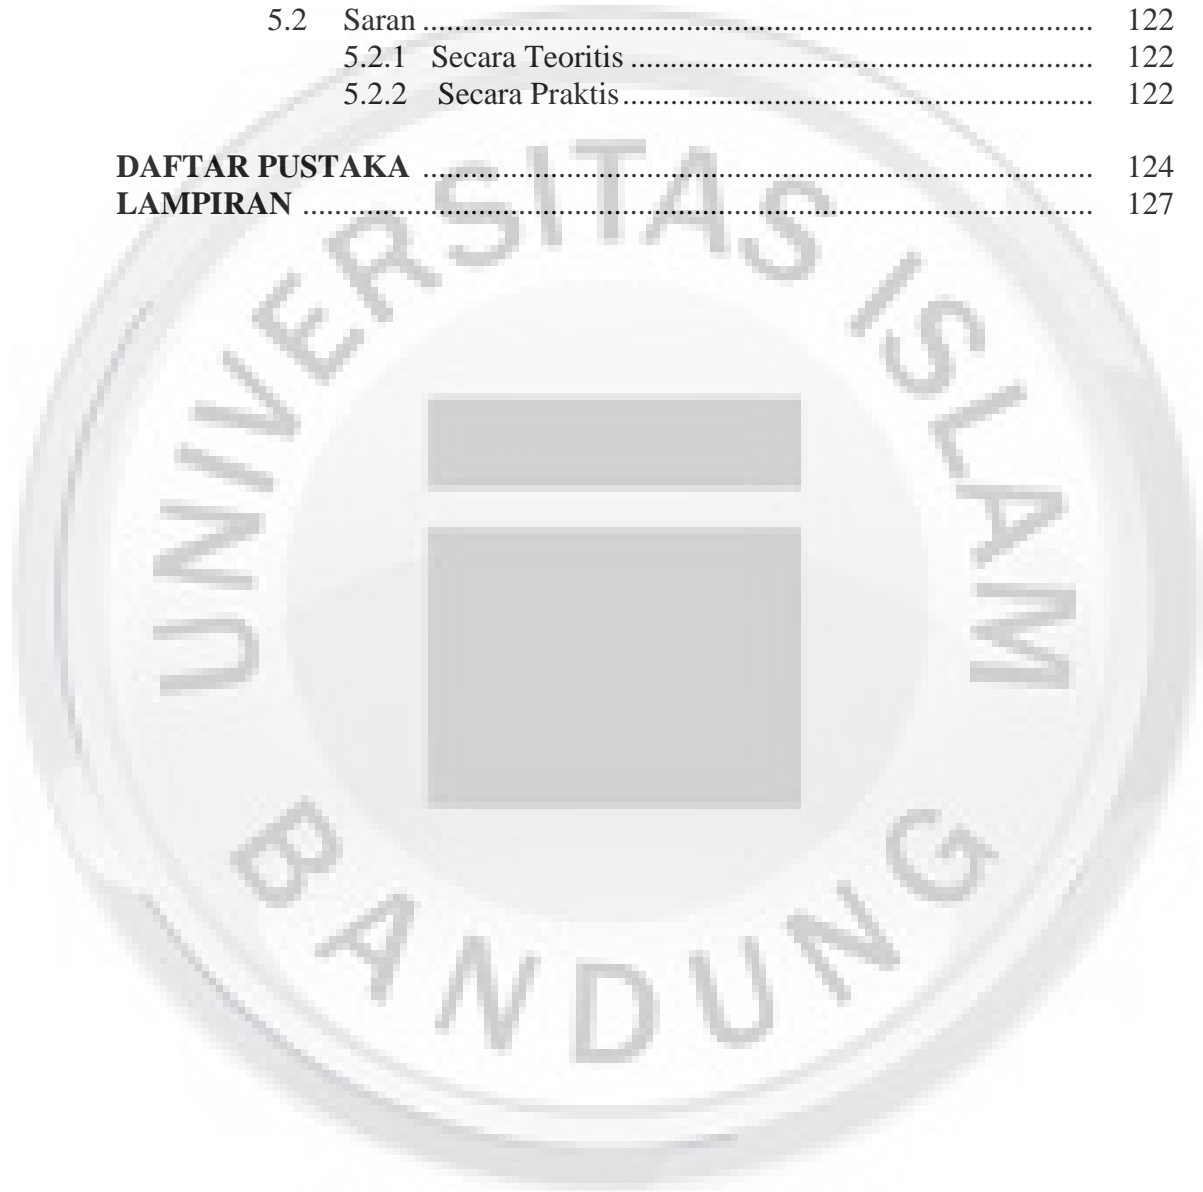 5.2 Saran ........................................................................................ 122
5.2.1 Secara Teoritis ............................................................ 122
5.2.2 Secara Praktis ............................................................ 122
DAFTAR PUSTAKA ........................................................................................ 124
LAMPIRAN ........................................................................................ 127
UNIVERSITAS ISLAM
BANDUNG